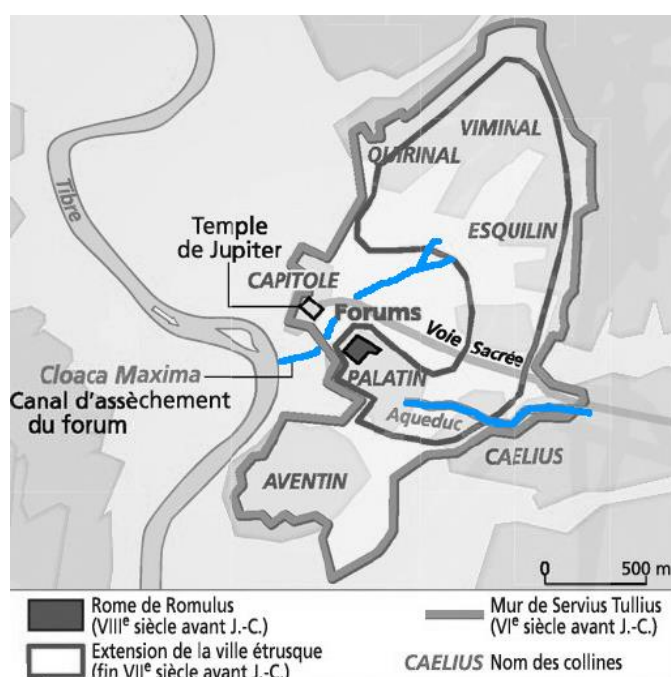 VIMINAL
QUIRINAL
Tibre
ESQUILIN
Temple
de Jupiter
CAPITOLE
Forums
Voie Sacrée
Cloaca Maxima
PALATIN
Canal d'assèchement
du forum
Aqueduc
CAELIUS
AVENTIN
0 500 m
Rome de Romulus
(VIIIe siècle avant J.-C.)
Extension de la ville étrusque
(fin VIIe siècle avant J.-C.)
Mur de Servius Tullius
(VIe siècle avant J.-C.)
CAELIUS Nom des collines